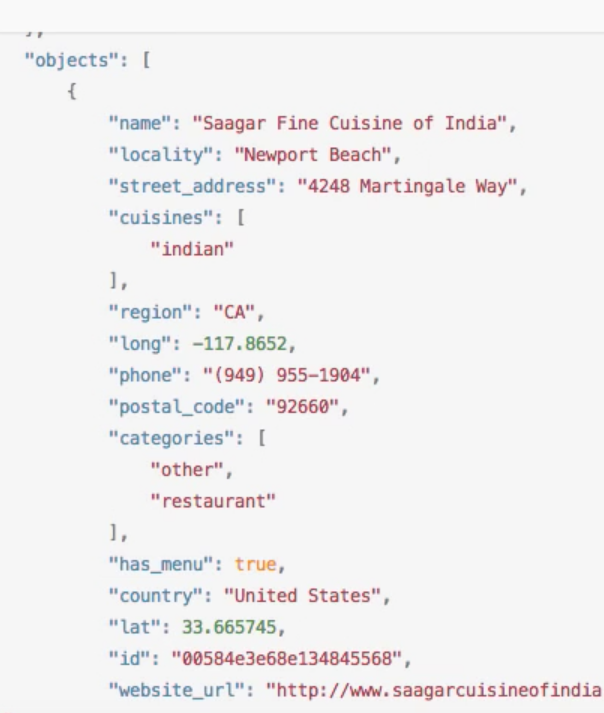 "objects": [
{
"name": "Saagar Fine Cuisine of India",
"locality": "Newport Beach",
"street_address": "4248 Martingale Way",
"cuisines": [
"indian"
],
"region": "CA",
"long": -117.8652,
"phone": "(949) 955-1904",
"postal_code": "92660",
"categories": [
"other",
"restaurant"
],
"has_menu": true,
"country": "United States",
"lat": 33.665745,
"id": "00584e3e68e134845568",
"website_url": "http://www.saagarcuisineofindia